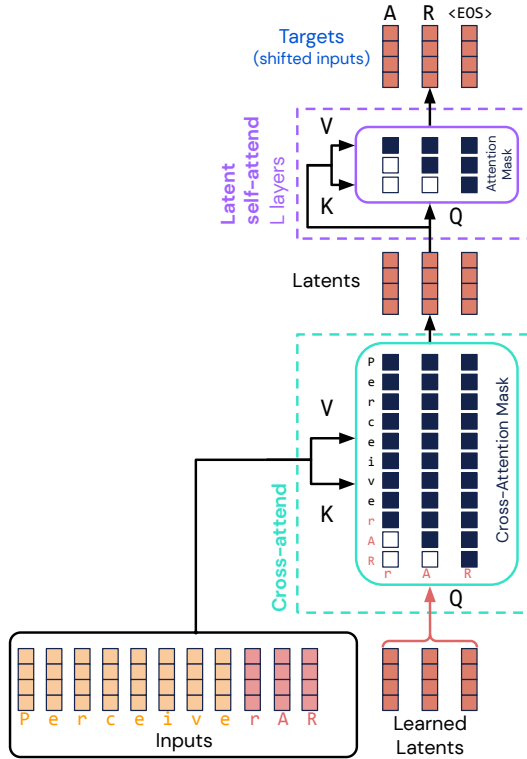 A R <EOS>
Targets
(shifted inputs)
Latent
self-attend
L layers
V
K
Attention
Mask
Q
Latents
Cross-attend
V
K
P
e
r
c
e
i
v
e
r
A
R
r A R
Cross-Attention Mask
Q
P e r c e i v e r A R
Inputs
Learned
Latents